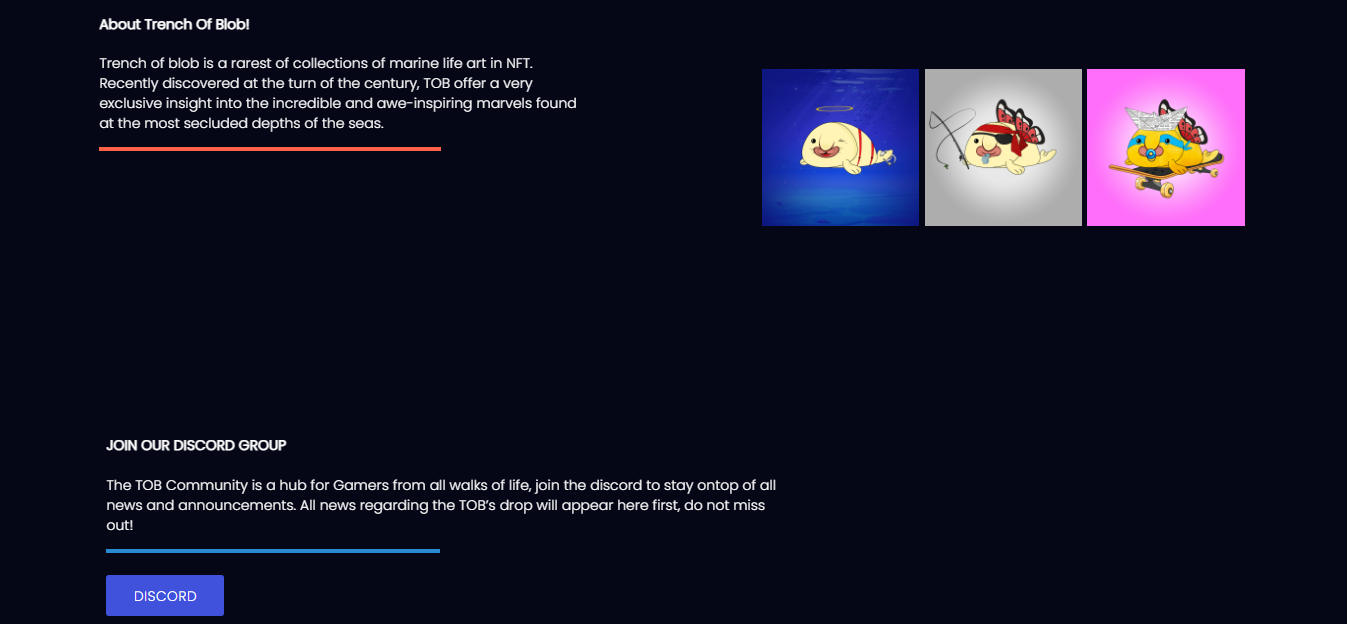 About Trench Of Blob!
Trench of blob is a rarest of collections of marine life art in NFT.
Recently discovered at the turn of the century, TOB offer a very
exclusive insight into the incredible and awe-inspiring marvels found
at the most secluded depths of the seas.
JOIN OUR DISCORD GROUP
The TOB Community is a hub for Gamers from all walks of life, join the discord to stay ontop of all
news and announcements. All news regarding the TOB’s drop will appear here first, do not miss
out!
DISCORD